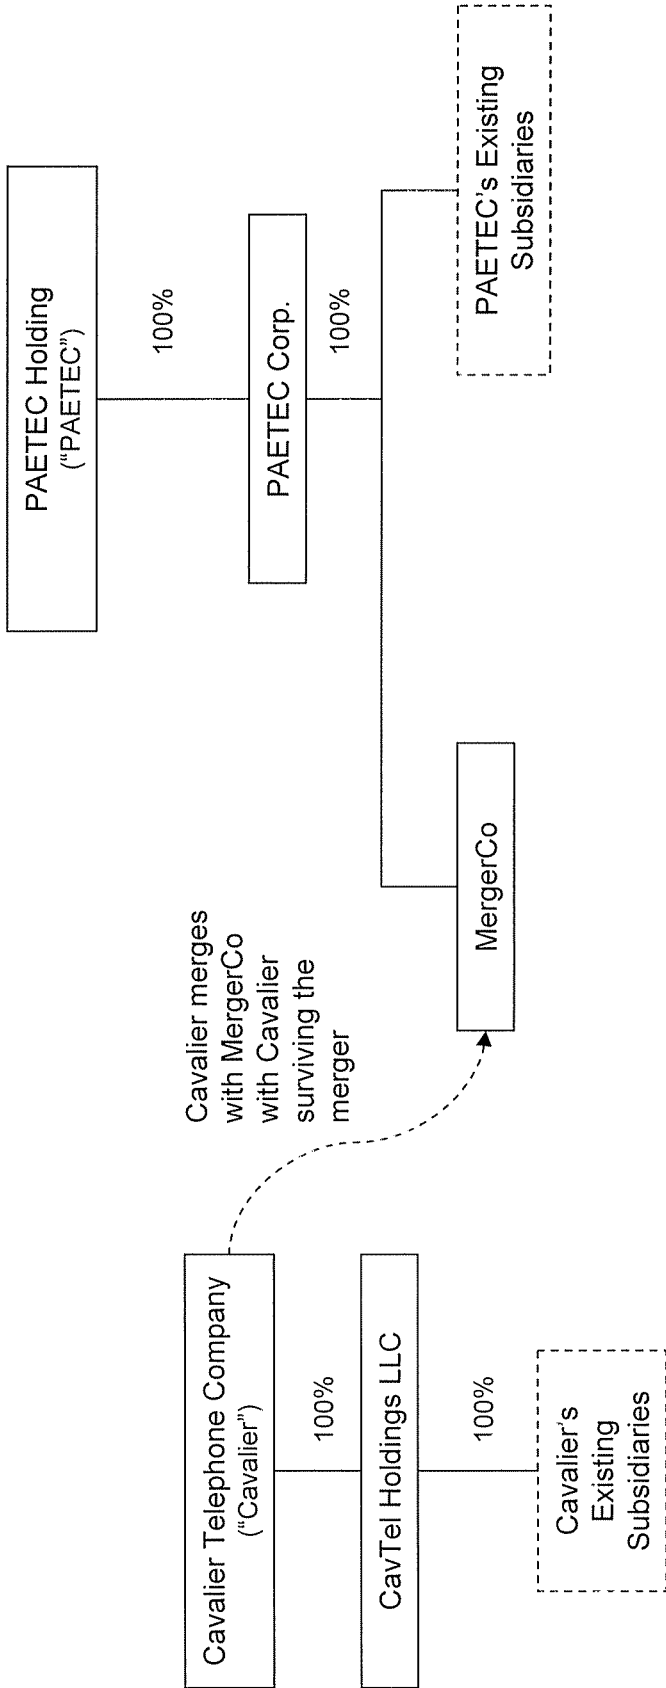 PAETEC Holding
(“PAETEC”)
100%
PAETEC Corp.
100%
PAETEC’s Existing
Subsidiaries
MergerCo
Cavalier merges
with MergerCo
with Cavalier
surviving the
merger
Cavalier Telephone Company
(“Cavalier”)
100%
CavTel Holdings LLC
100%
Cavalier’s
Existing
Subsidiaries